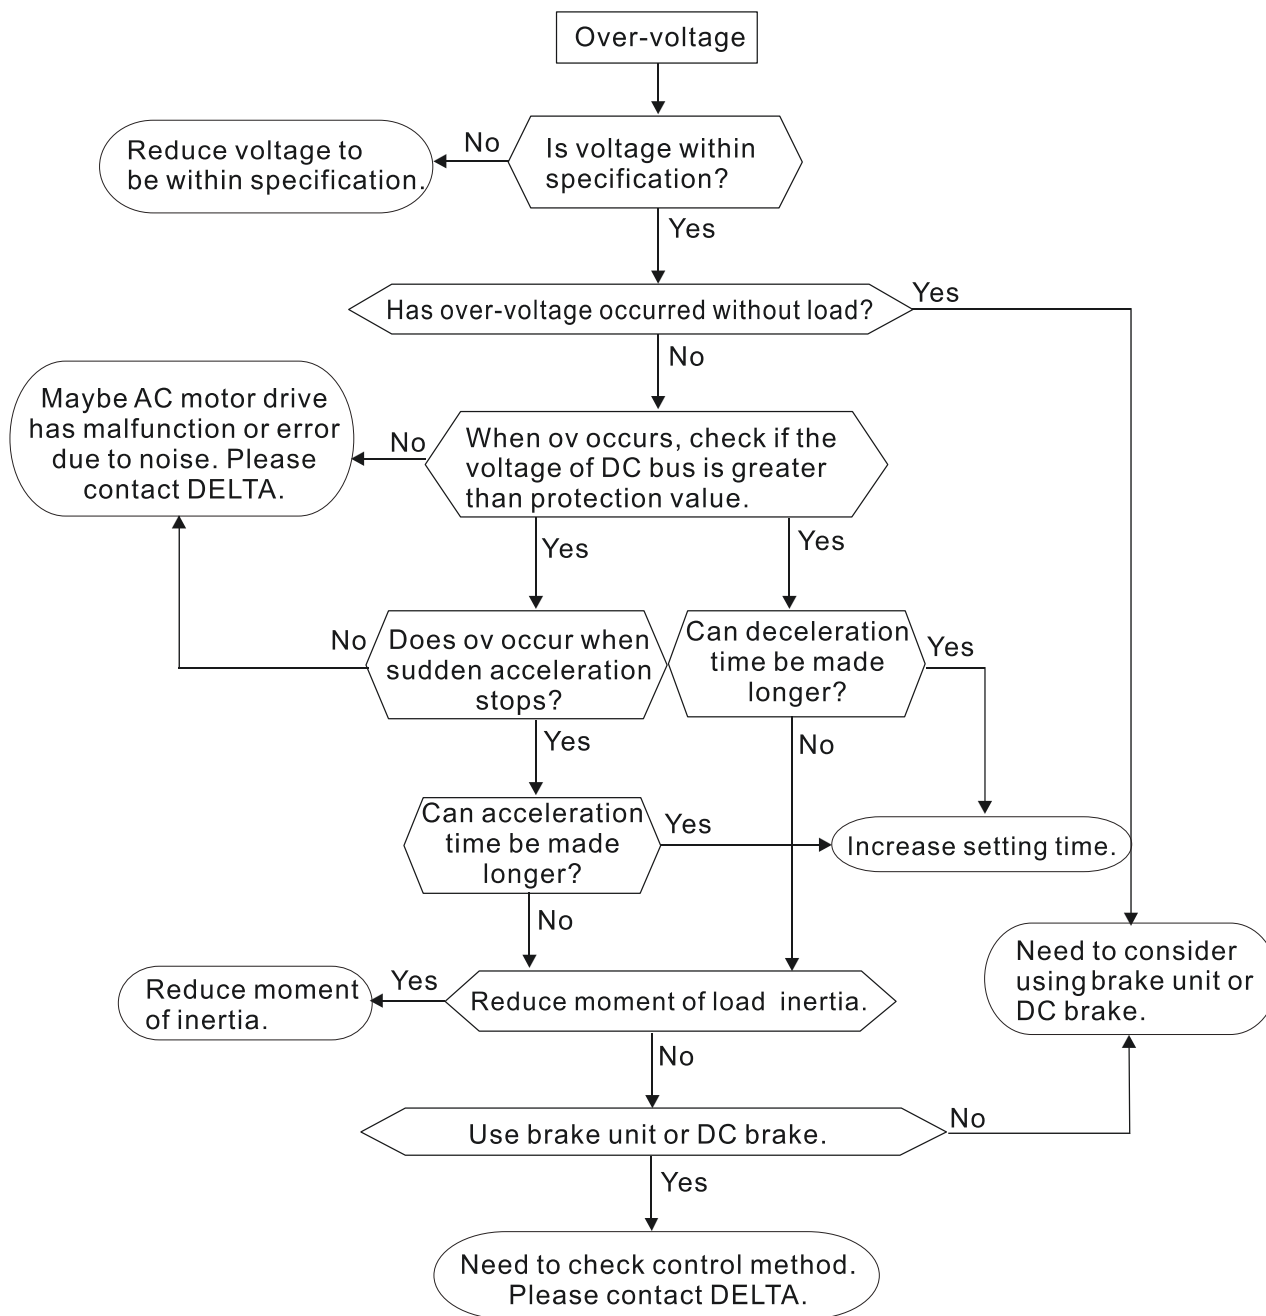 Over-voltage
No
Is voltage within
specification?
Reduce voltage to
be within specification.
Yes
Has over-voltage occurred without load?
Yes
No
Maybe AC motor drive
has malfunction or error
due to noise. Please
contact DELTA.
No
When ov occurs, check if the
voltage of DC bus is greater
than protection value.
Yes
Yes
No
Does ov occur when
sudden acceleration
stops?
Can deceleration
time be made
longer?
Yes
Yes
No
Can acceleration
time be made
longer?
Yes
Increase setting time.
No
Need to consider
using brake unit or
DC brake.
Reduce moment
of inertia.
Yes
Reduce moment of load inertia.
No
Use brake unit or DC brake.
No
Yes
Need to check control method.
Please contact DELTA.